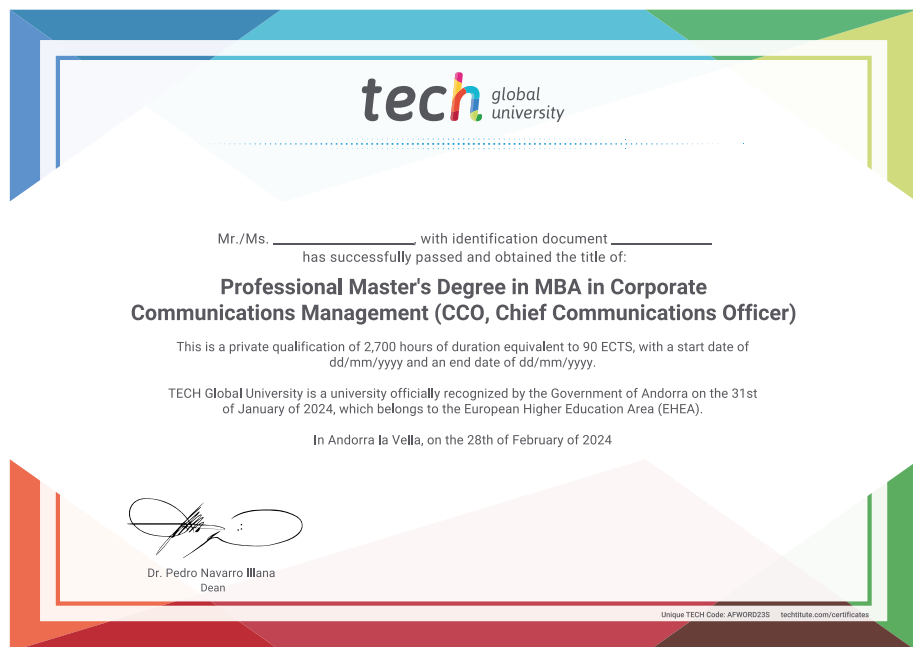 tech global university
Mr./Ms. ____________________, with identification document ______________
has successfully passed and obtained the title of:
Professional Master's Degree in MBA in Corporate
Communications Management (CCO, Chief Communications Officer)
This is a private qualification of 2,700 hours of duration equivalent to 90 ECTS, with a start date of
dd/mm/yyyy and an end date of dd/mm/yyyy.
TECH Global University is a university officially recognized by the Government of Andorra on the 31st
of January of 2024, which belongs to the European Higher Education Area (EHEA).
In Andorra la Vella, on the 28th of February of 2024
Dr. Pedro Navarro Illana
Dean
Unique TECH Code: AFWORD23S techtitute.com/certificates